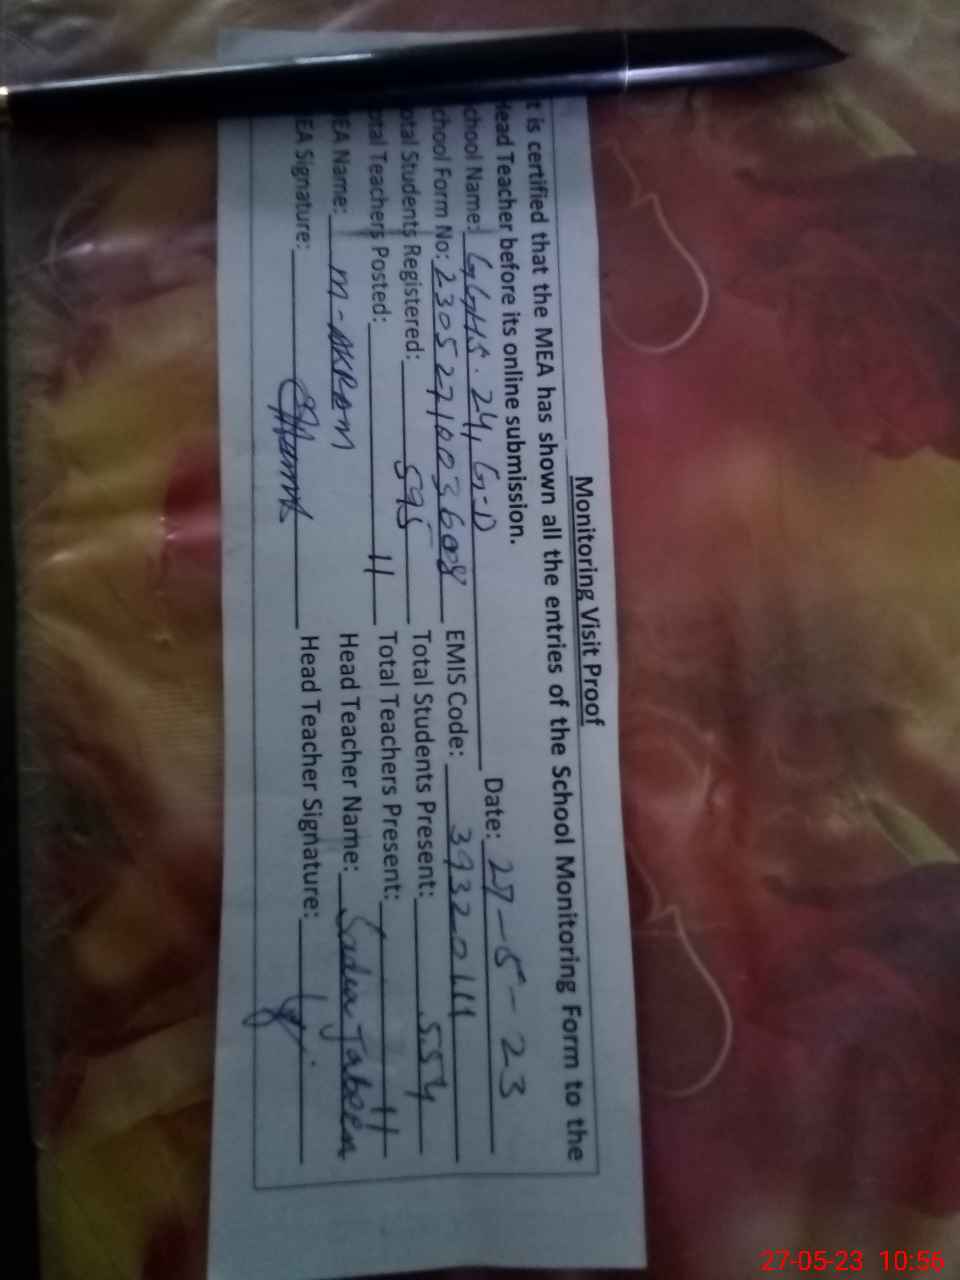 Monitoring Visit Proof
t is certified that the MEA has shown all the entries of the School Monitoring Form to the
Head Teacher before its online submission.
chool Name: GGHS. 24, G-D Date: 27-5-23
chool Form No: 2305271003608 EMIS Code: 39320111
otal Students Registered: 595 Total Students Present: 554
otal Teachers Posted: 11 Total Teachers Present: 11
EA Name: M-AKRAM Head Teacher Name: Sadia Jabeen
EA Signature: Head Teacher Signature:
27-05-23 10:56